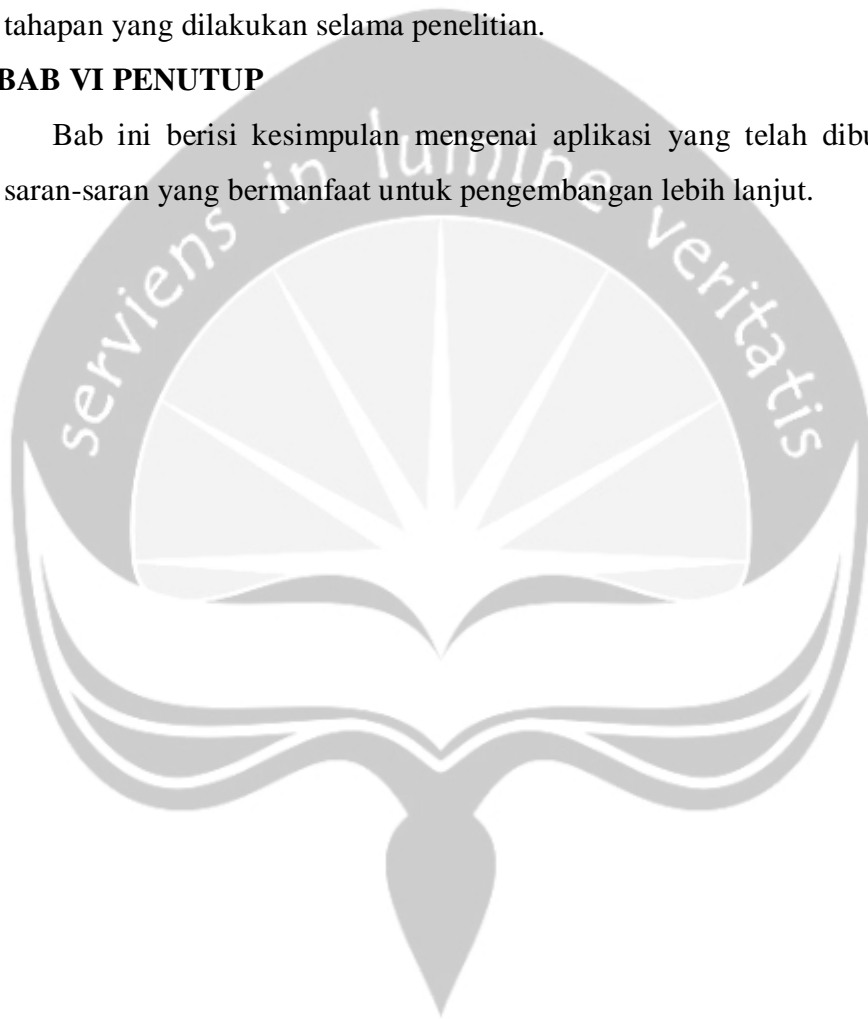 tahapan yang dilakukan selama penelitian.
BAB VI PENUTUP
Bab ini berisi kesimpulan mengenai aplikasi yang telah
saran-saran yang bermanfaat untuk pengembangan lebih lanjut.
serviens in lumine veritatis